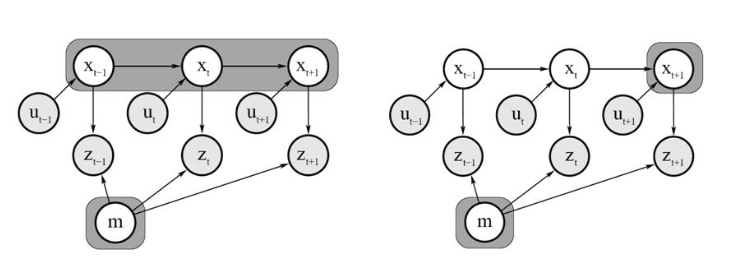 x_{t-1} x_t x_{t+1} x_{t-1} x_t x_{t+1}
u_{t-1} u_t u_{t+1} u_{t-1} u_t u_{t+1}
z_{t-1} z_t z_{t+1} z_{t-1} z_t z_{t+1}
m m